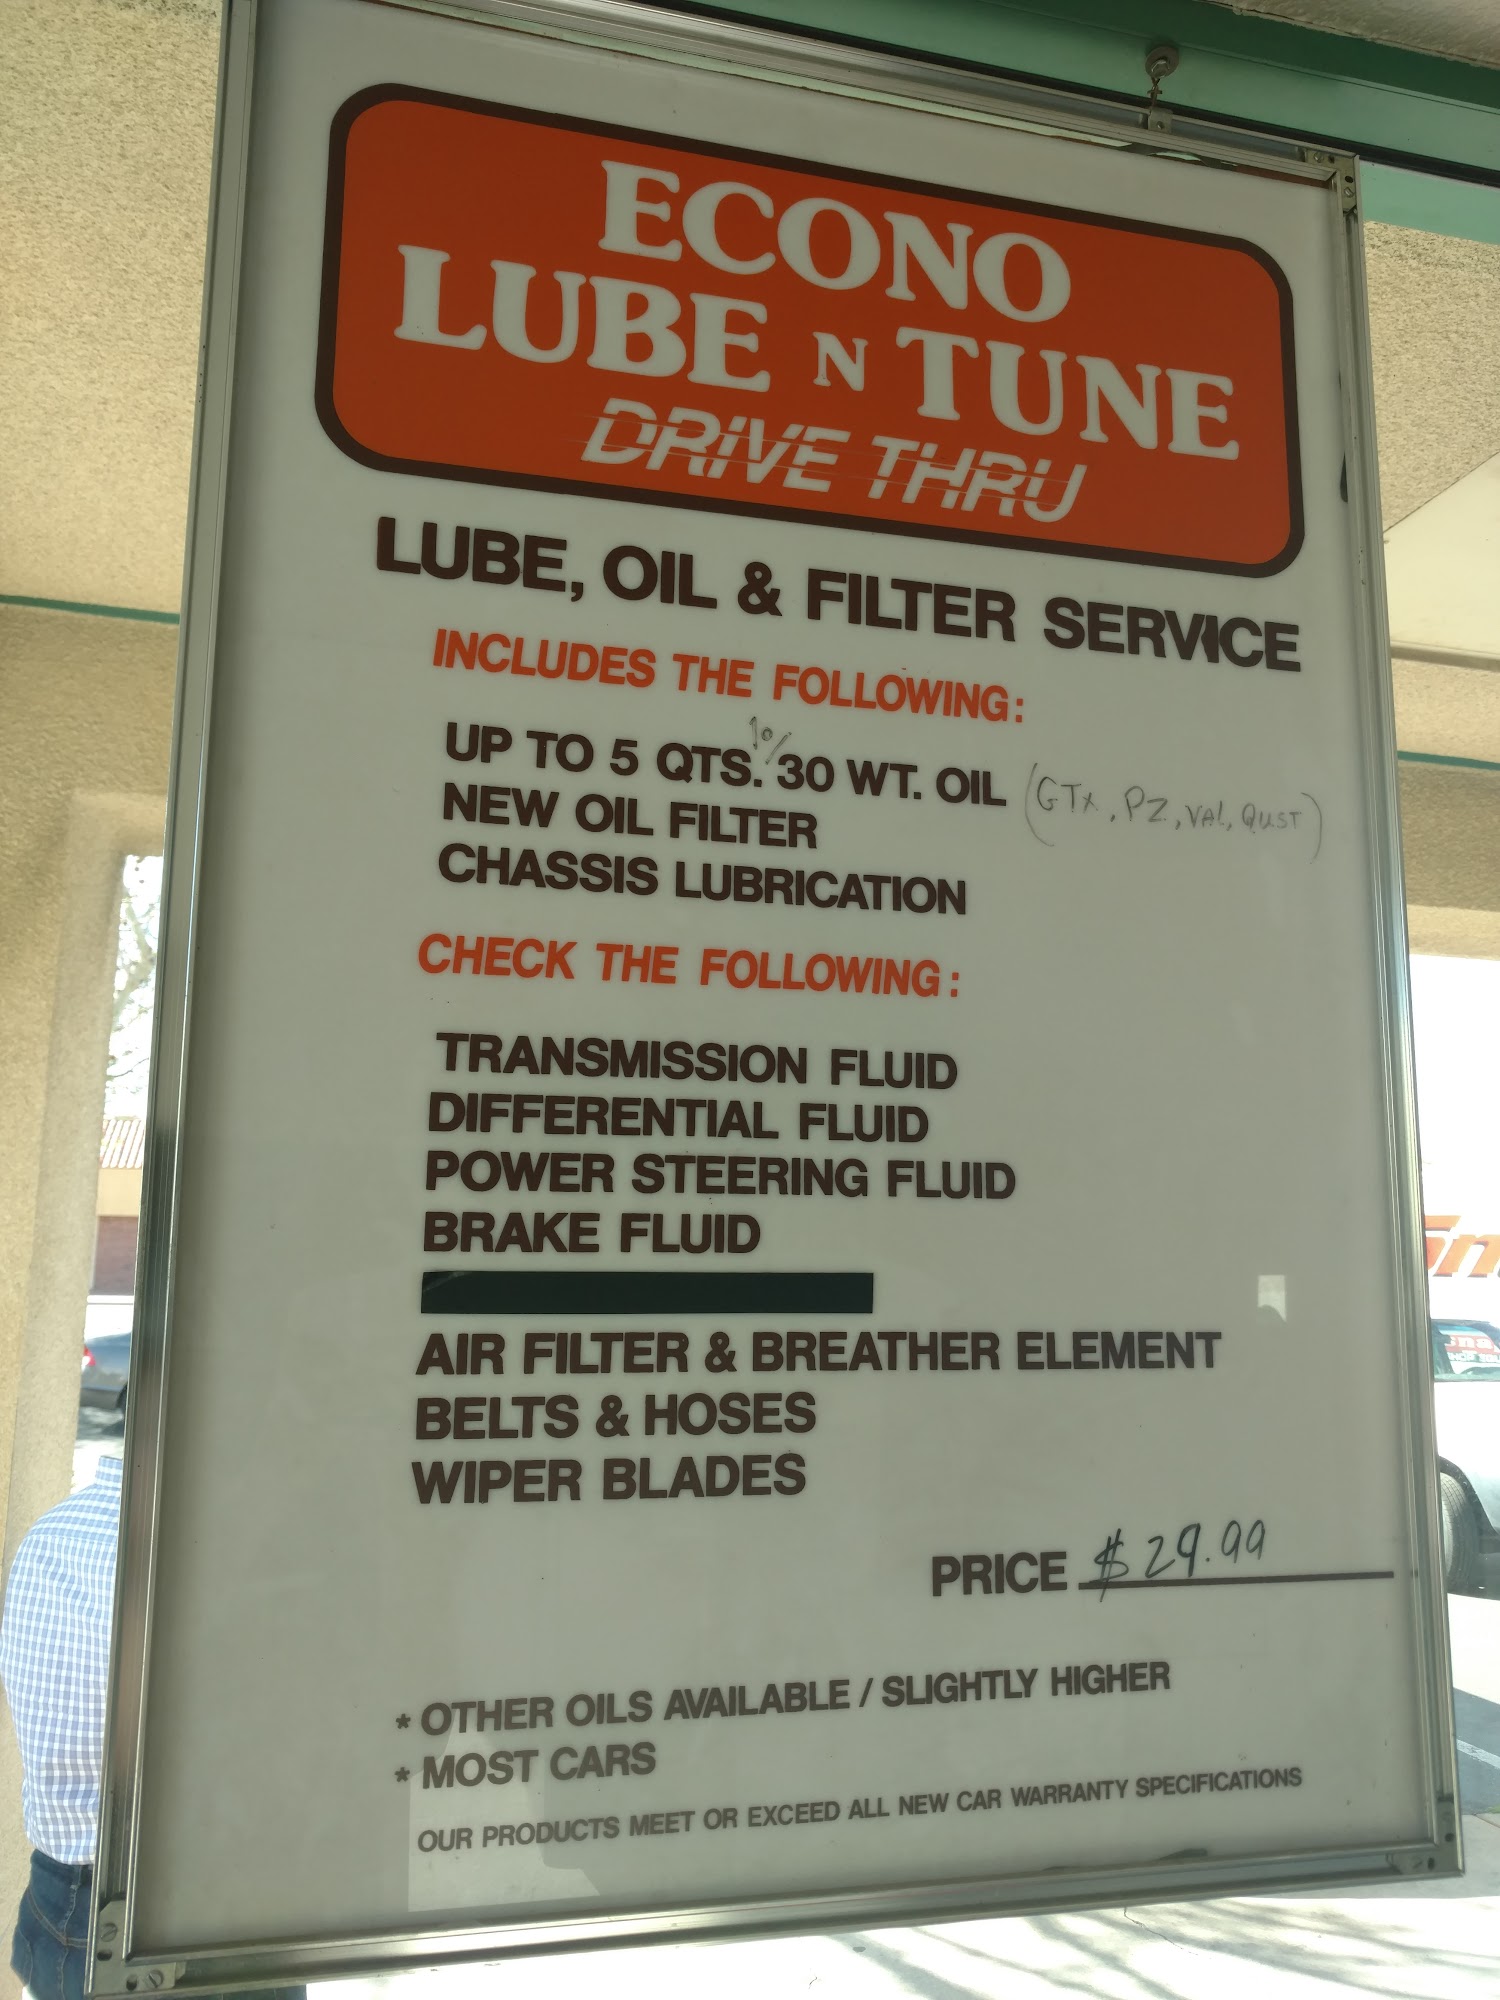 ECONO
LUBE N TUNE
DRIVE THRU
LUBE, OIL & FILTER SERVICE
INCLUDES THE FOLLOWING:
UP TO 5 QTS. 10/30 WT. OIL (GTX, PZ, VAL, QUST)
NEW OIL FILTER
CHASSIS LUBRICATION
CHECK THE FOLLOWING:
TRANSMISSION FLUID
DIFFERENTIAL FLUID
POWER STEERING FLUID
BRAKE FLUID
AIR FILTER & BREATHER ELEMENT
BELTS & HOSES
WIPER BLADES
PRICE $29.99
* OTHER OILS AVAILABLE / SLIGHTLY HIGHER
* MOST CARS
OUR PRODUCTS MEET OR EXCEED ALL NEW CAR WARRANTY SPECIFICATIONS